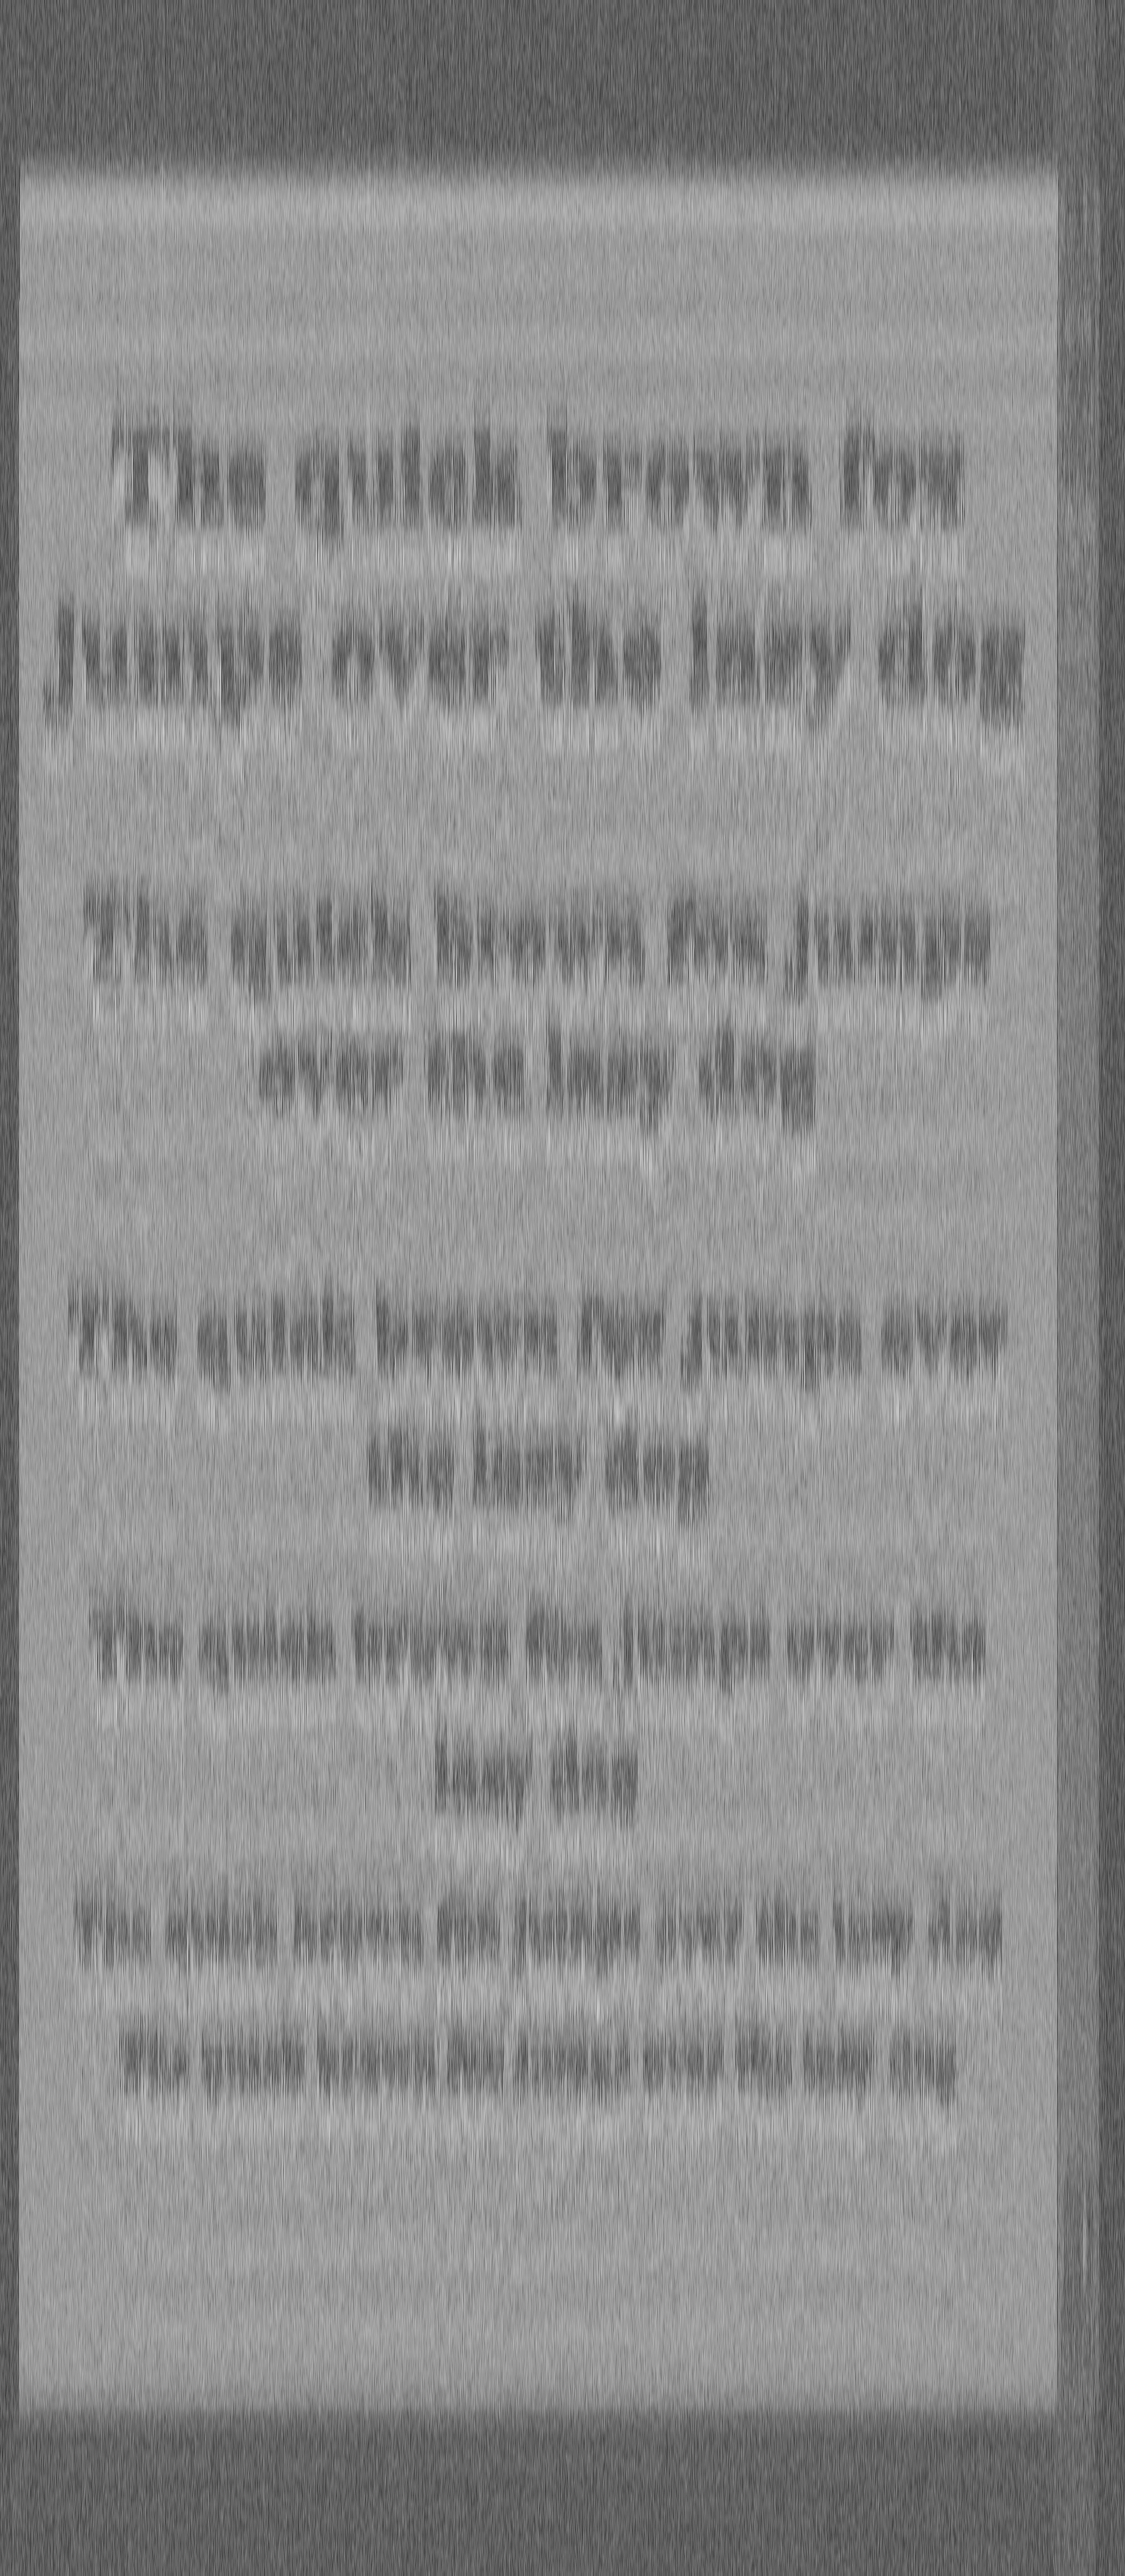 The quick brown fox
jumps over the lazy dog
The quick brown fox jumps
over the lazy dog
The quick brown fox jumps over
the lazy dog
The quick brown fox jumps over the
lazy dog
The quick brown fox jumps over the lazy dog
The quick brown fox jumps over the lazy dog